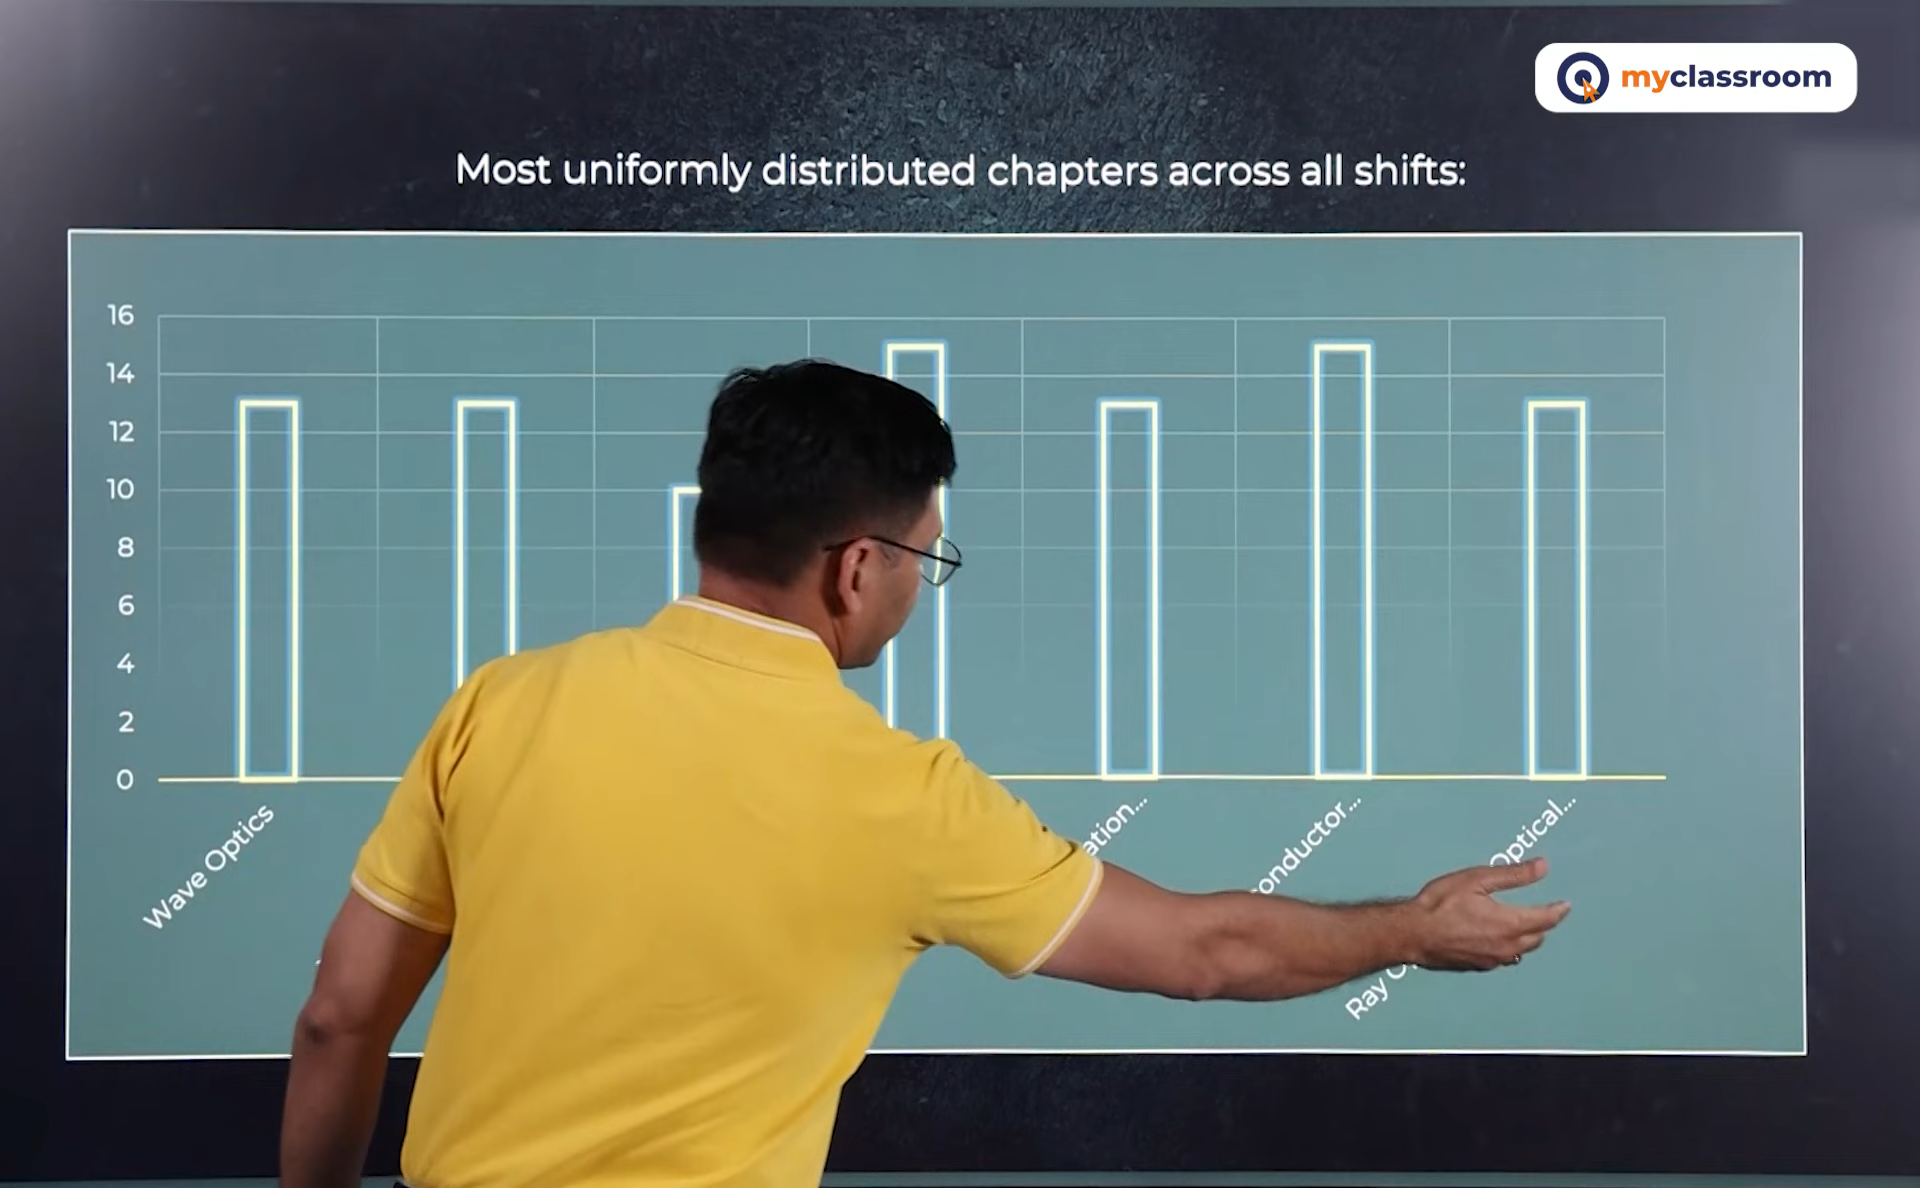 myclassroom
Most uniformly distributed chapters across all shifts:
16
14
12
10
8
6
4
2
0
Wave Optics
ation...
conductor...
Ray Optical...